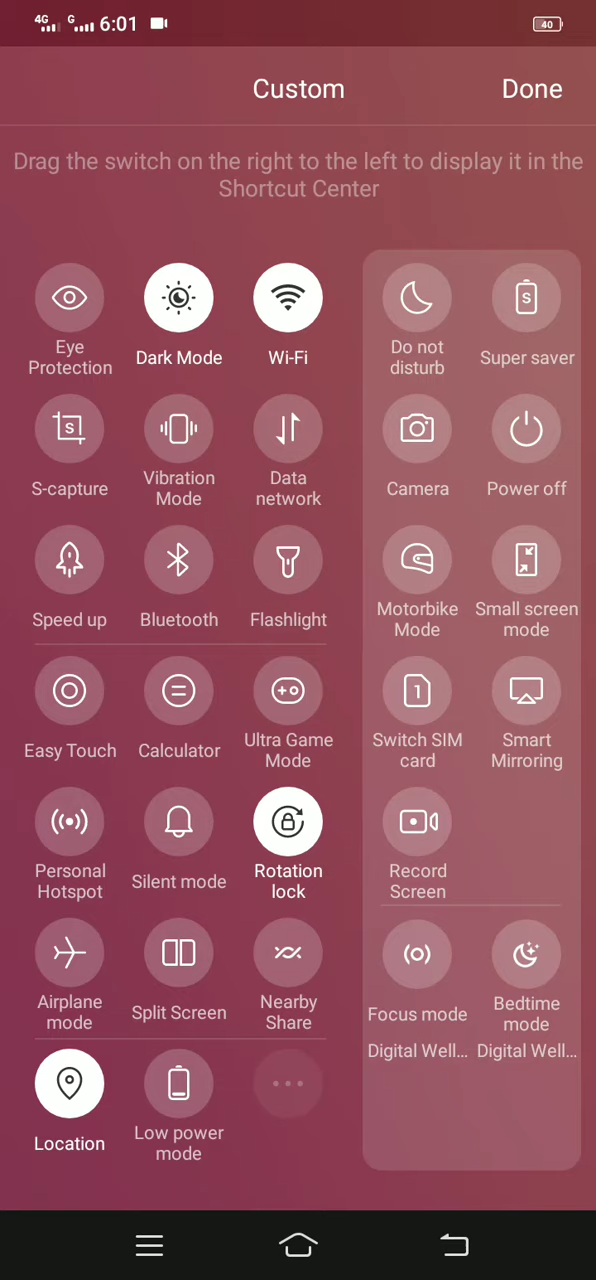 4G G 6:01 40
Custom Done
Drag the switch on the right to the left to display it in the
Shortcut Center
Eye
Protection
Dark Mode
Wi-Fi
Do not
disturb
S
Super saver
S
S-capture
Vibration
Mode
Data
network
Camera
Power off
Speed up
Bluetooth
Flashlight
Motorbike
Mode
Small screen
mode
Easy Touch
Calculator
Ultra Game
Mode
1
Switch SIM
card
Smart
Mirroring
Personal
Hotspot
Silent mode
Rotation
lock
Record
Screen
Airplane
mode
Split Screen
Nearby
Share
Focus mode
Digital Well...
Bedtime
mode
Digital Well...
Location
Low power
mode